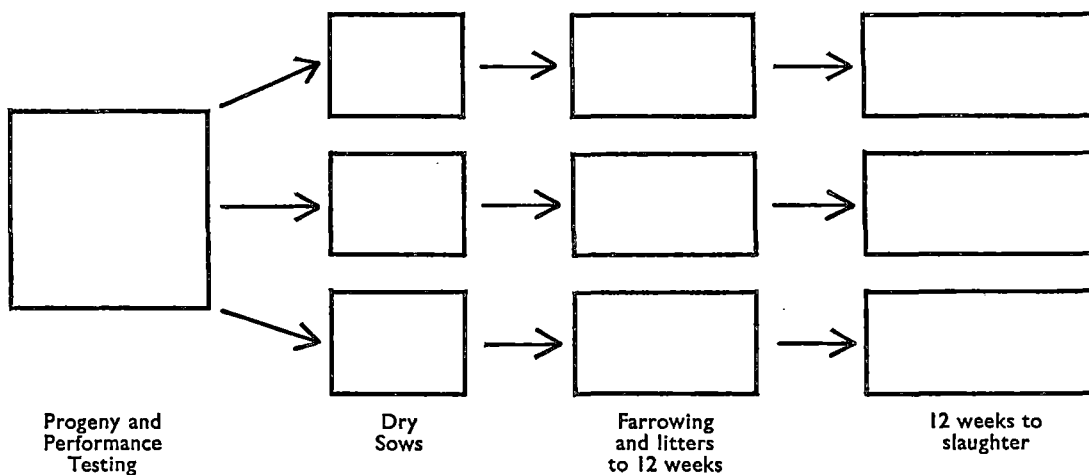 Progeny and
Performance
Testing
Dry
Sows
Farrowing
and litters
to 12 weeks
12 weeks to
slaughter